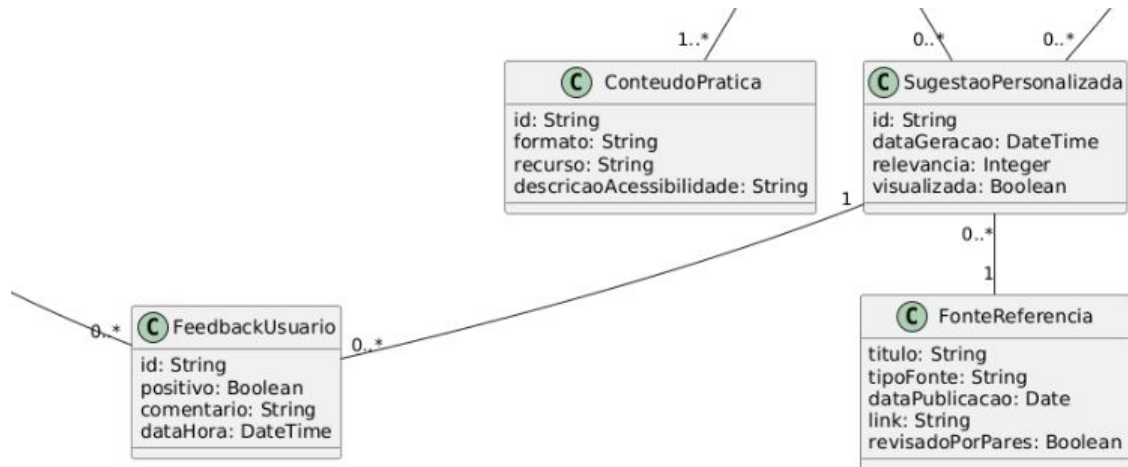 1..*
0..*
0..*
C ConteudoPratica
id: String
formato: String
recurso: String
descricaoAcessibilidade: String
C SugestaoPersonalizada
id: String
dataGeracao: DateTime
relevancia: Integer
visualizada: Boolean
1
0..*
1
0..*
0..*
C FeedbackUsuario
id: String
positivo: Boolean
comentario: String
dataHora: DateTime
C FonteReferencia
titulo: String
tipoFonte: String
dataPublicacao: Date
link: String
revisadoPorPares: Boolean